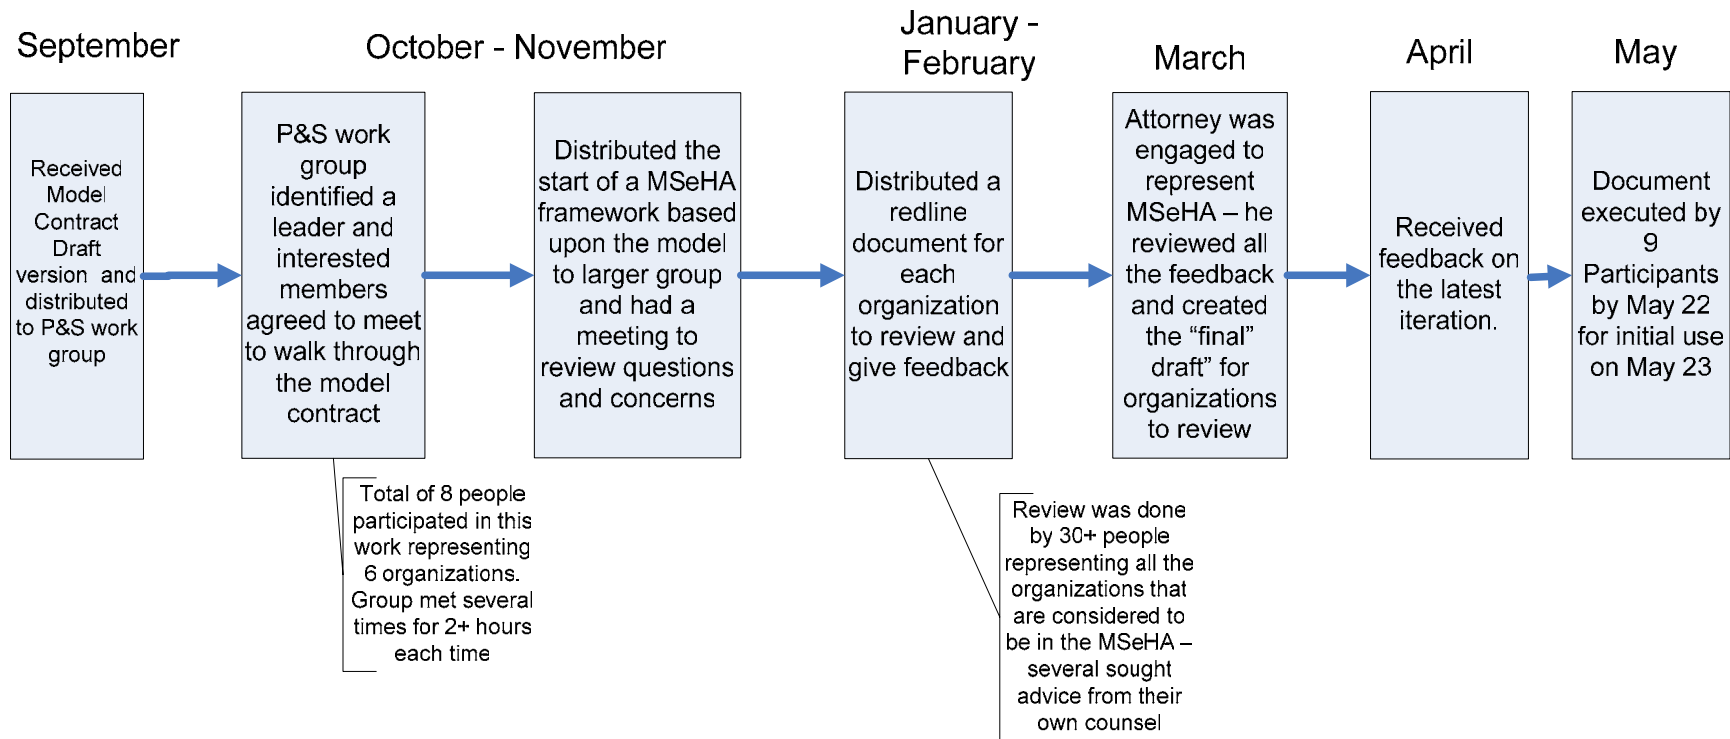 September
October - November
January -
February
March
April
May
Received
Model
Contract
Draft
version and
distributed
to P&S work
group
P&S work
group
identified a
leader and
interested
members
agreed to meet
to walk through
the model
contract
Distributed the
start of a MSeHA
framework based
upon the model
to larger group
and had a
meeting to
review questions
and concerns
Distributed a
redline
document for
each
organization
to review and
give feedback
Attorney was
engaged to
represent
MSeHA – he
reviewed all
the feedback
and created
the “final”
draft” for
organizations
to review
Received
feedback on
the latest
iteration.
Document
executed by
9
Participants
by May 22
for initial use
on May 23
Total of 8 people
participated in this
work representing
6 organizations.
Group met several
times for 2+ hours
each time
Review was done
by 30+ people
representing all the
organizations that
are considered to
be in the MSeHA –
several sought
advice from their
own counsel